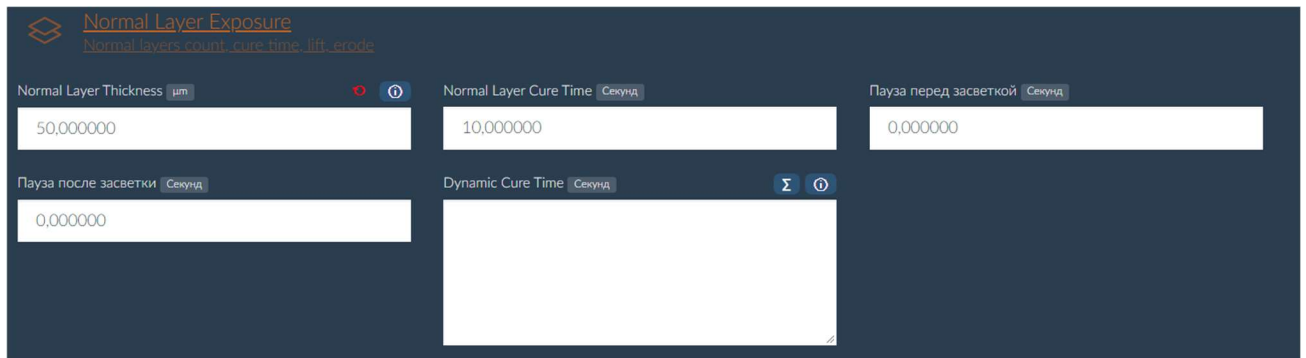 Normal Layer Exposure
Normal layers count, cure time, lift, erode
Normal Layer Thickness µm
50,000000
Normal Layer Cure Time Секунд
10,000000
Пауза перед засветкой Секунд
0,000000
Пауза после засветки Секунд
0,000000
Dynamic Cure Time Секунд Σ